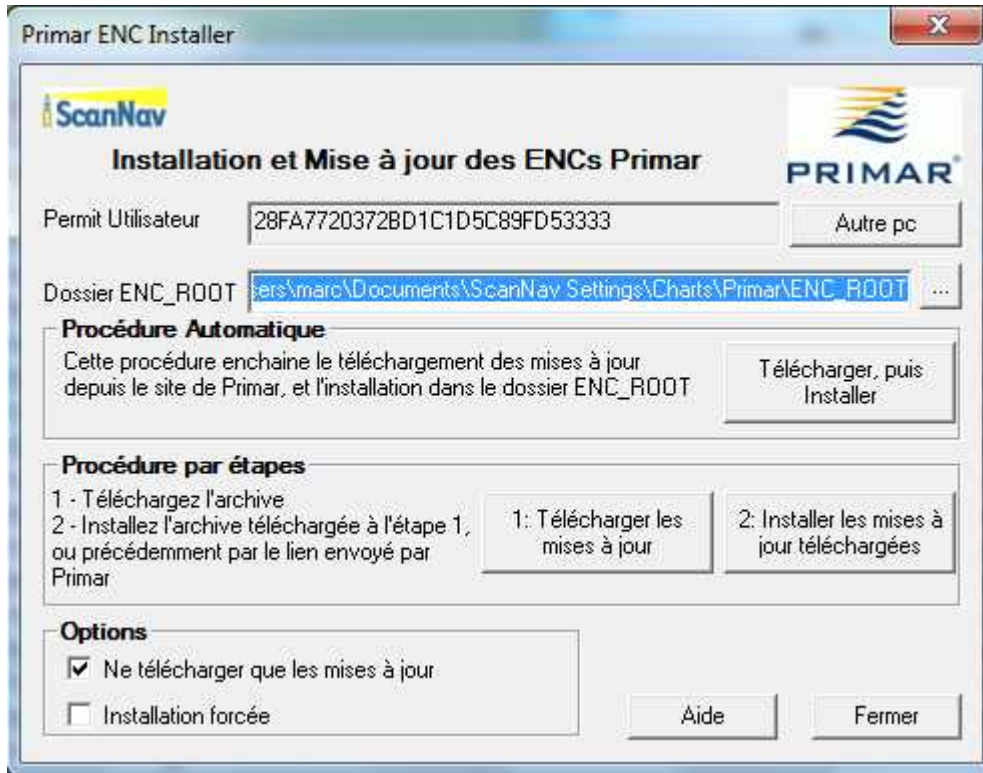 Primar ENC Installer
ScanNav
PRIMAR
Installation et Mise à jour des ENCs Primar
Permit Utilisateur
28FA7720372BD1C1D5C89FD53333
Autre pc
Dossier ENC_ROOT
sers\marc\Documents\ScanNav Settings\Charts\Primar\ENC_ROOT
...
Procédure Automatique
Cette procédure enchaine le téléchargement des mises à jour
depuis le site de Primar, et l'installation dans le dossier ENC_ROOT
Télécharger, puis
Installer
Procédure par étapes
1 - Téléchargez l'archive
2 - Installez l'archive téléchargée à l'étape 1,
ou précédemment par le lien envoyé par
Primar
1: Télécharger les
mises à jour
2: Installer les mises à
jour téléchargées
Options
Ne télécharger que les mises à jour
Installation forcée
Aide
Fermer